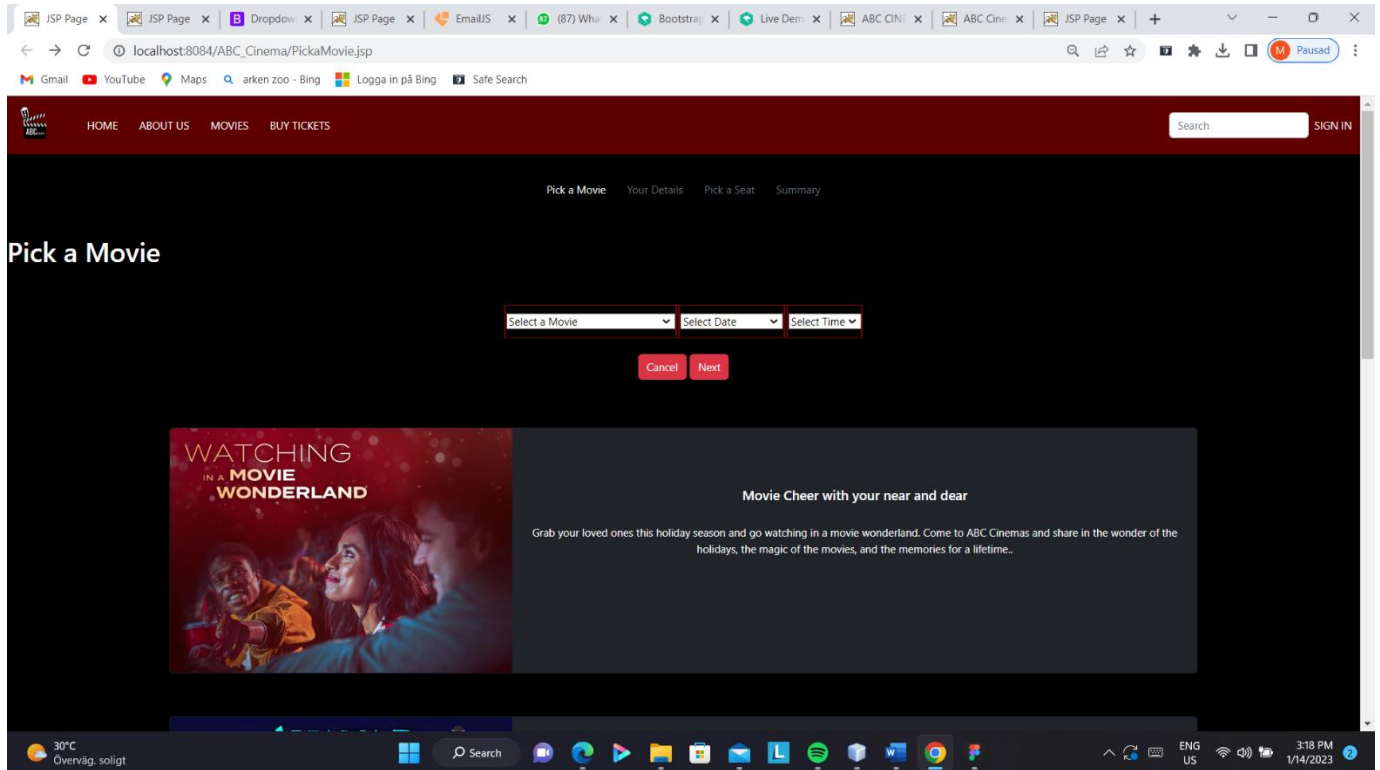 JSP Page
JSP Page
Dropdow
JSP Page
EmailJS
(87) Wha
Bootstrap
Live Dem
ABC CINE
ABC Cine
JSP Page
localhost:8084/ABC_Cinema/PickaMovie.jsp
Pausad
M Gmail YouTube Maps arken zoo - Bing Logga in på Bing Safe Search
ABC
HOME ABOUT US MOVIES BUY TICKETS
Search SIGN IN
Pick a Movie Your Details Pick a Seat Summary
Pick a Movie
Select a Movie Select Date Select Time
Cancel Next
WATCHING
IN A MOVIE
WONDERLAND
Movie Cheer with your near and dear
Grab your loved ones this holiday season and go watching in a movie wonderland. Come to ABC Cinemas and share in the wonder of the
holidays, the magic of the movies, and the memories for a lifetime..
30°C
Överväg. soligt
Search
ENG
US
3:18 PM
1/14/2023
2